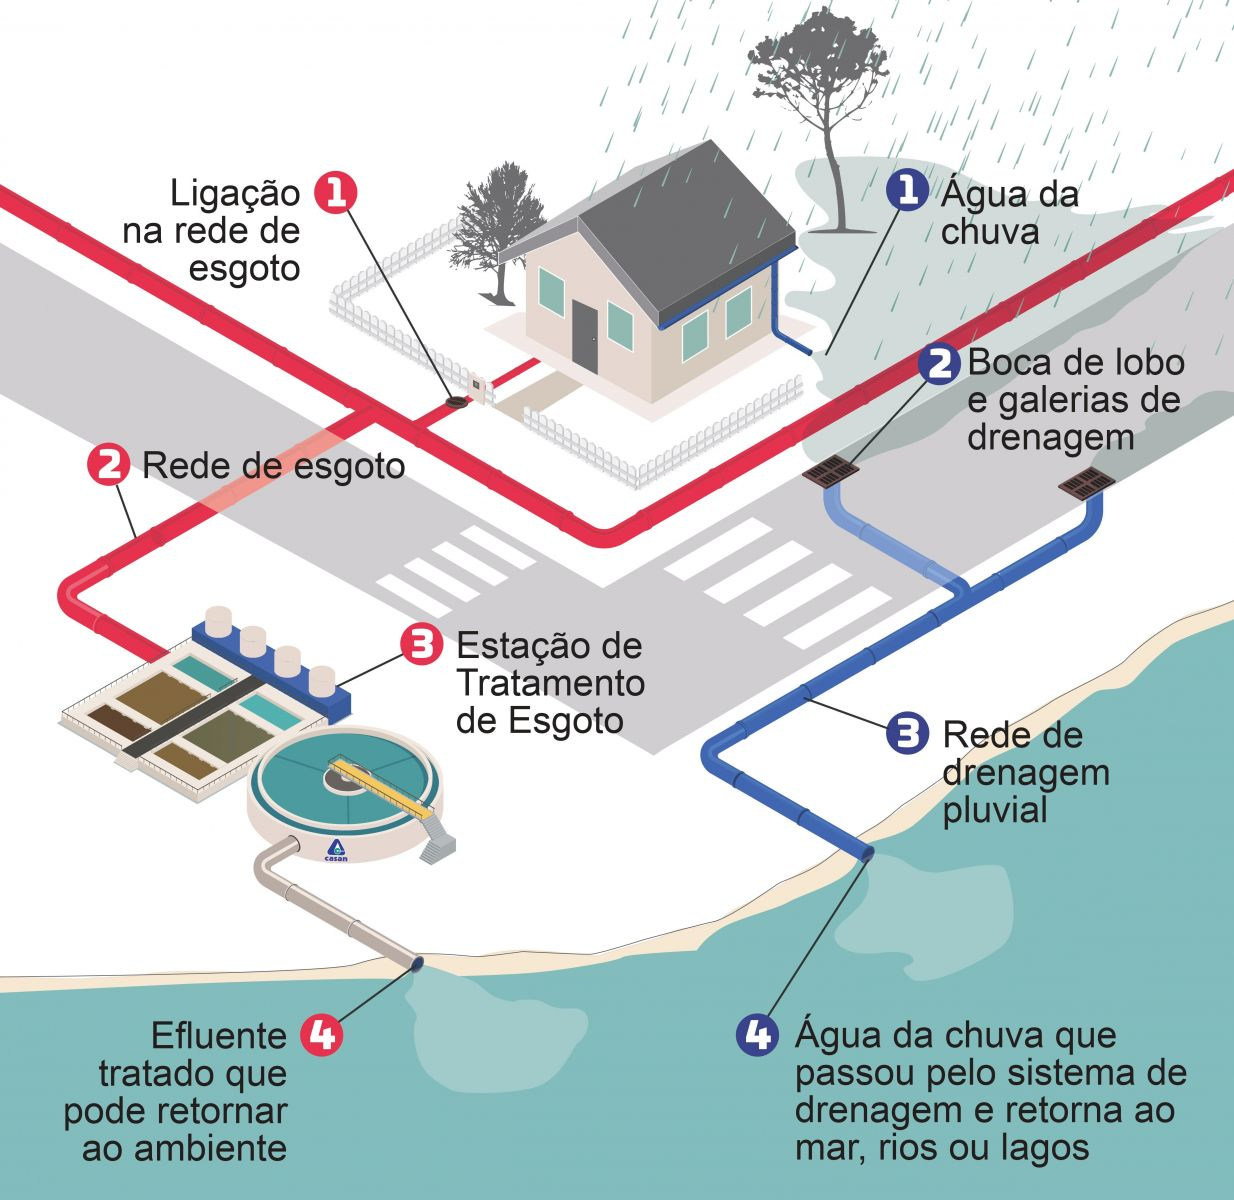 1
Ligação
na rede de
esgoto
1
Água da
chuva
2
Boca de lobo
e galerias de
drenagem
2
Rede de esgoto
3
Estação de
Tratamento
de Esgoto
3
Rede de
drenagem
pluvial
casan
4
Efluente
tratado que
pode retornar
ao ambiente
4
Água da chuva que
passou pelo sistema de
drenagem e retorna ao
mar, rios ou lagos